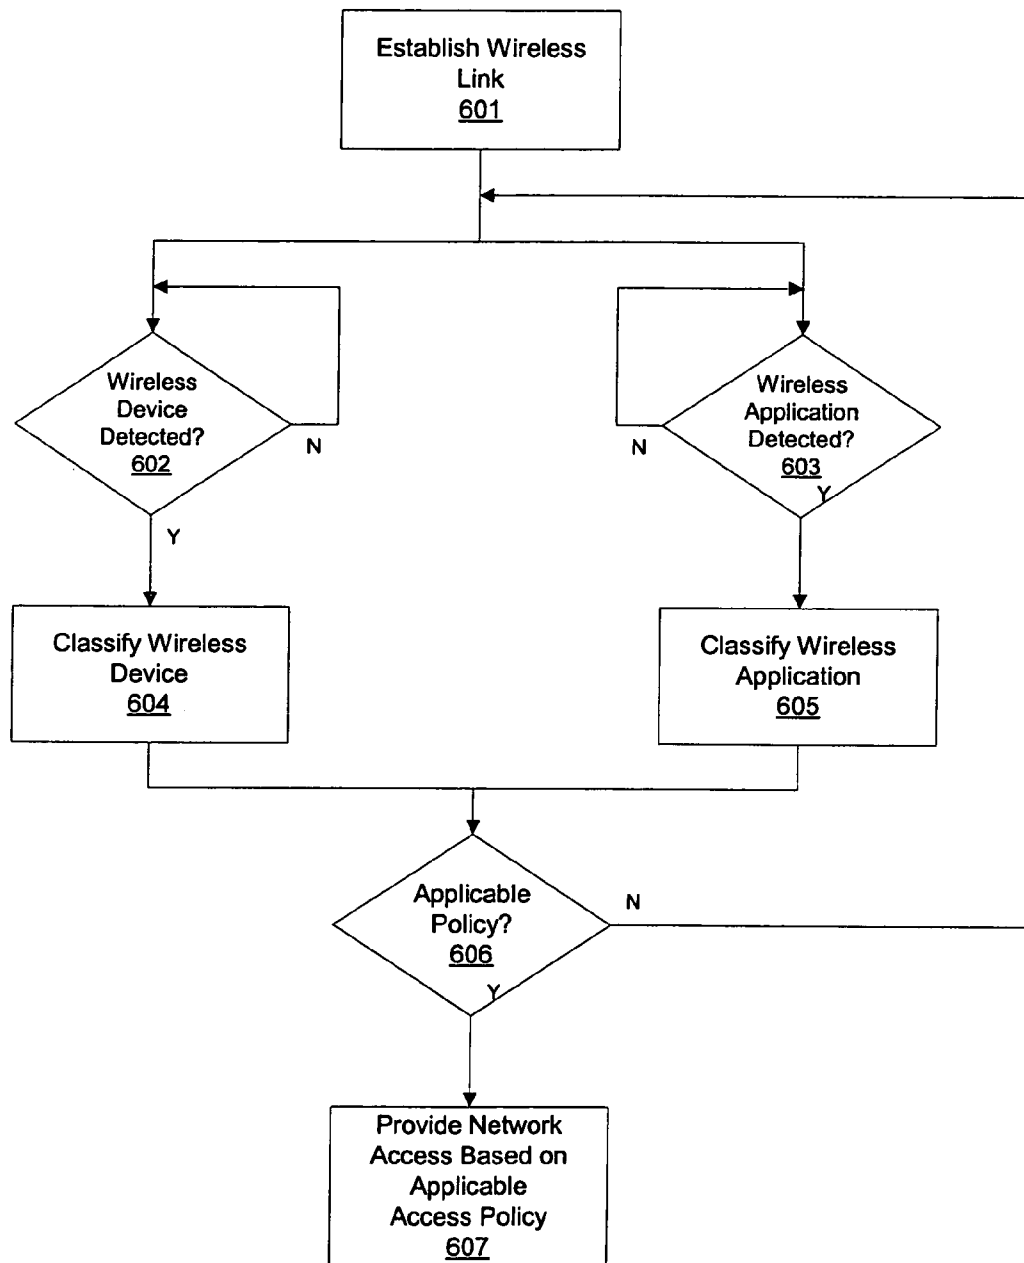 Establish Wireless
Link
601
Wireless
Device
Detected?
602
N
Y
Wireless
Application
Detected?
603
N
Y
Classify Wireless
Device
604
Classify Wireless
Application
605
Applicable
Policy?
606
N
Y
Provide Network
Access Based on
Applicable
Access Policy
607